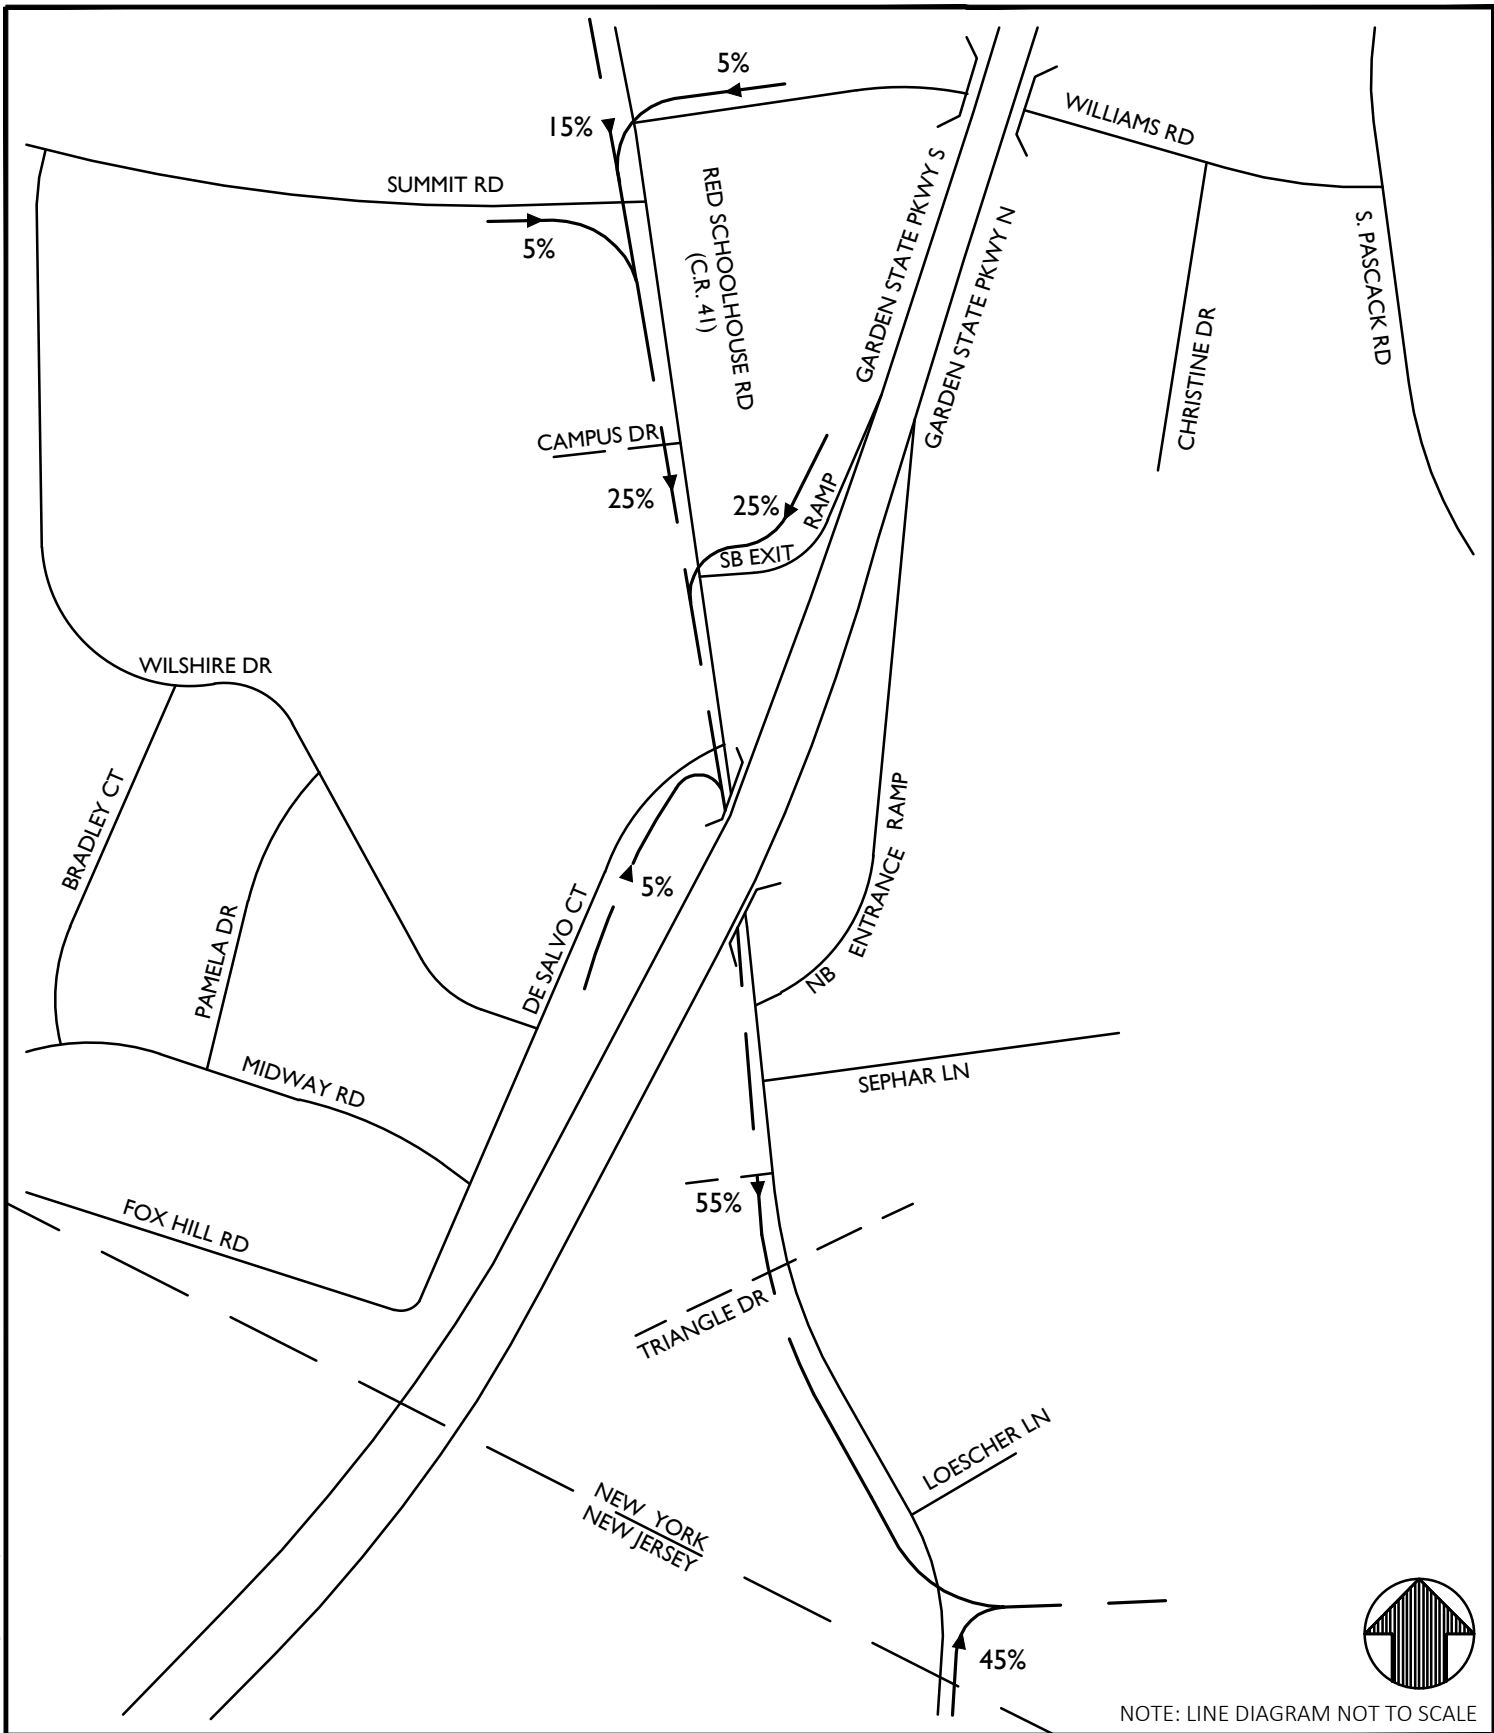 5%
WILLIAMS RD
15%
SUMMIT RD
5%
RED SCHOOLHOUSE RD
(C.R. 41)
GARDEN STATE PKWY S
GARDEN STATE PKWY N
S. PASCACK RD
CHRISTINE DR
CAMPUS DR
25%
25%
SB EXIT RAMP
WILSHIRE DR
BRADLEY CT
PAMELA DR
5%
DE SALVO CT
NB ENTRANCE RAMP
MIDWAY RD
SEPHAR LN
FOX HILL RD
55%
TRIANGLE DR
LOESCHER LN
NEW YORK
NEW JERSEY
45%
NOTE: LINE DIAGRAM NOT TO SCALE